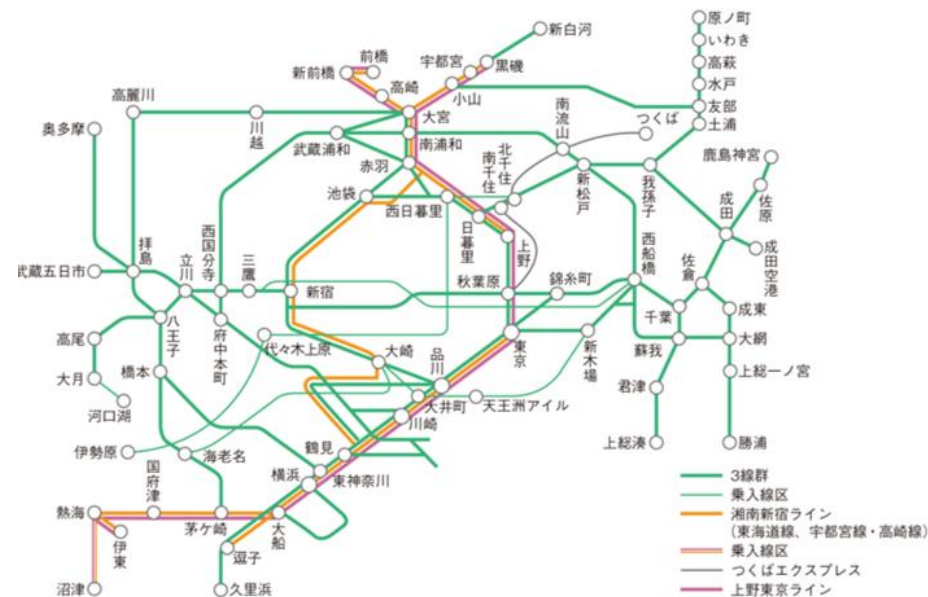 原ノ町
新白河
いわき
前橋
宇都宮
黒磯
高萩
新前橋
水戸
高崎
小山
高麗川
友部
大宮
南流山
つくば
土浦
川越
奥多摩
武蔵浦和
南浦和
北千住
南千住
鹿島神宮
赤羽
新松戸
我孫子
成田
佐原
池袋
西日暮里
日暮里
上野
西船橋
成田空港
拝島
立川
西国分寺
三鷹
佐倉
武蔵五日市
新宿
秋葉原
錦糸町
千葉
成東
八王子
府中本町
代々木上原
大崎
品川
東京
新木場
蘇我
大網
高尾
橋本
大月
上総一ノ宮
君津
河口湖
大井町
天王洲アイル
川崎
伊勢原
海老名
鶴見
上総湊
勝浦
国府津
横浜
東神奈川
熱海
茅ケ崎
大船
伊東
逗子
沼津
久里浜
3線群
乗入線区
湘南新宿ライン
(東海道線、宇都宮線・高崎線)
乗入線区
つくばエクスプレス
上野東京ライン